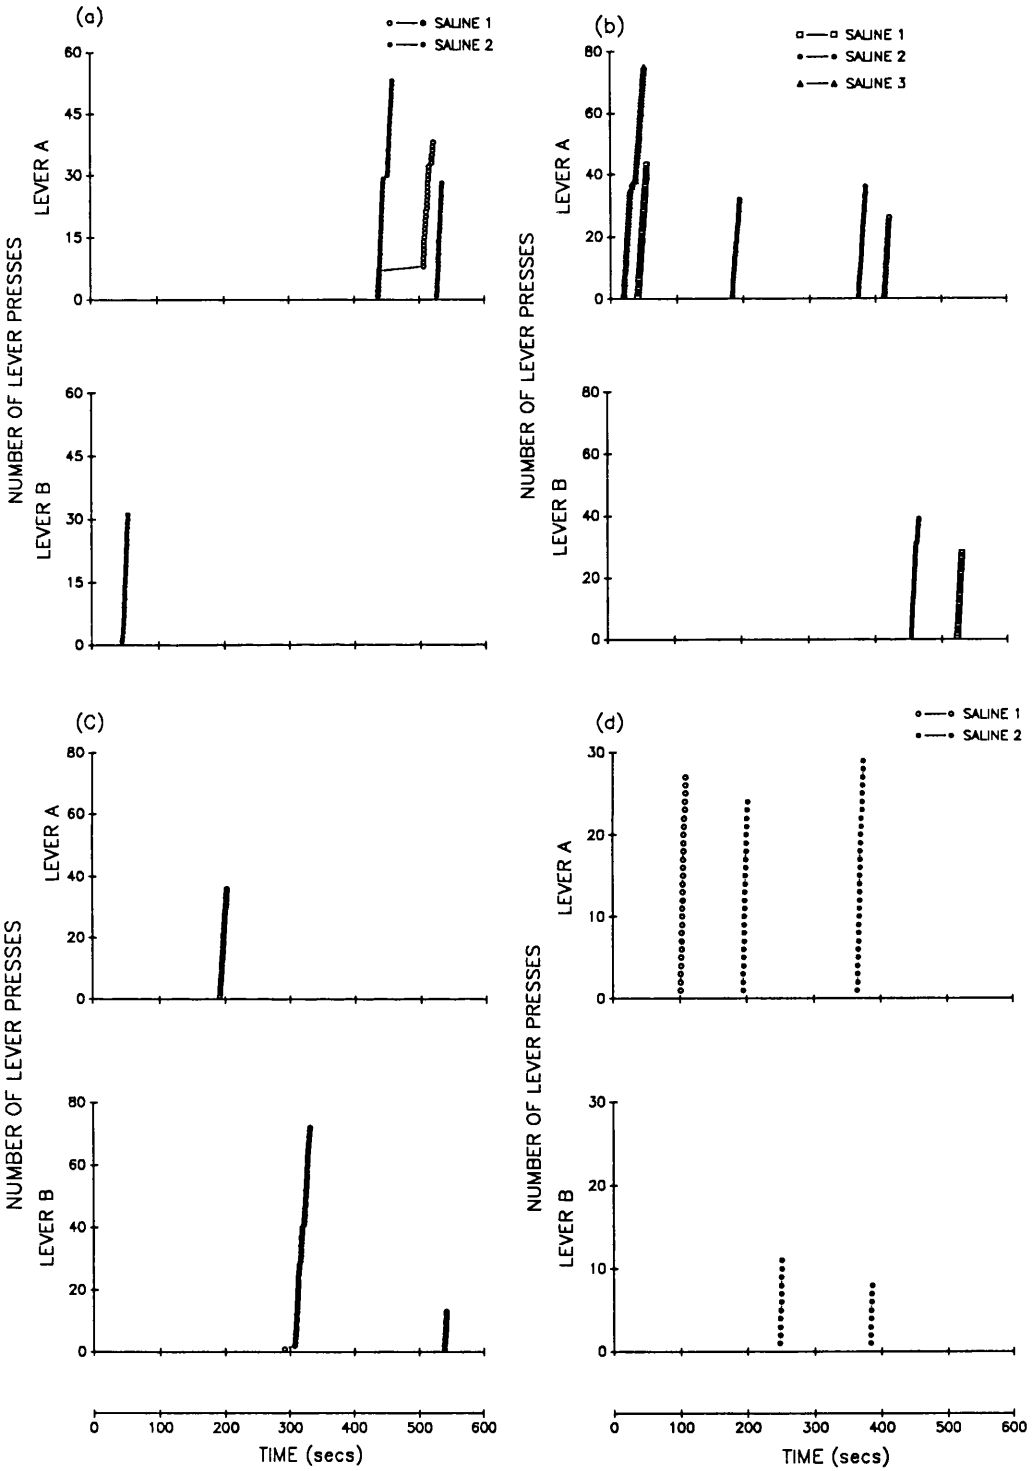 (a)
○—● SALINE 1
●—● SALINE 2
60
45
30
15
0
LEVER A
60
45
30
15
0
LEVER B
NUMBER OF LEVER PRESSES
(b)
□—□ SALINE 1
●—● SALINE 2
▲—▲ SALINE 3
80
60
40
20
0
LEVER A
80
60
40
20
0
LEVER B
NUMBER OF LEVER PRESSES
(c)
80
60
40
20
0
LEVER A
80
60
40
20
0
LEVER B
NUMBER OF LEVER PRESSES
0 100 200 300 400 500 600
TIME (secs)
(d)
○—○ SALINE 1
●—● SALINE 2
30
20
10
0
LEVER A
30
20
10
0
LEVER B
NUMBER OF LEVER PRESSES
0 100 200 300 400 500 600
TIME (secs)